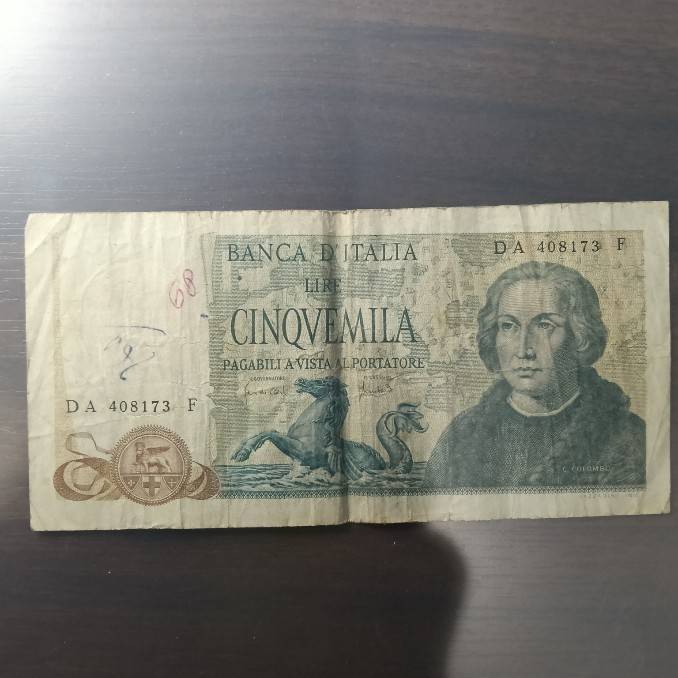 BANCA D'ITALIA
DA 408173 F
LIRE
68
CINQVEMILA
PAGABILI A VISTA AL PORTATORE
DA 408173 F
C. COLOMBO